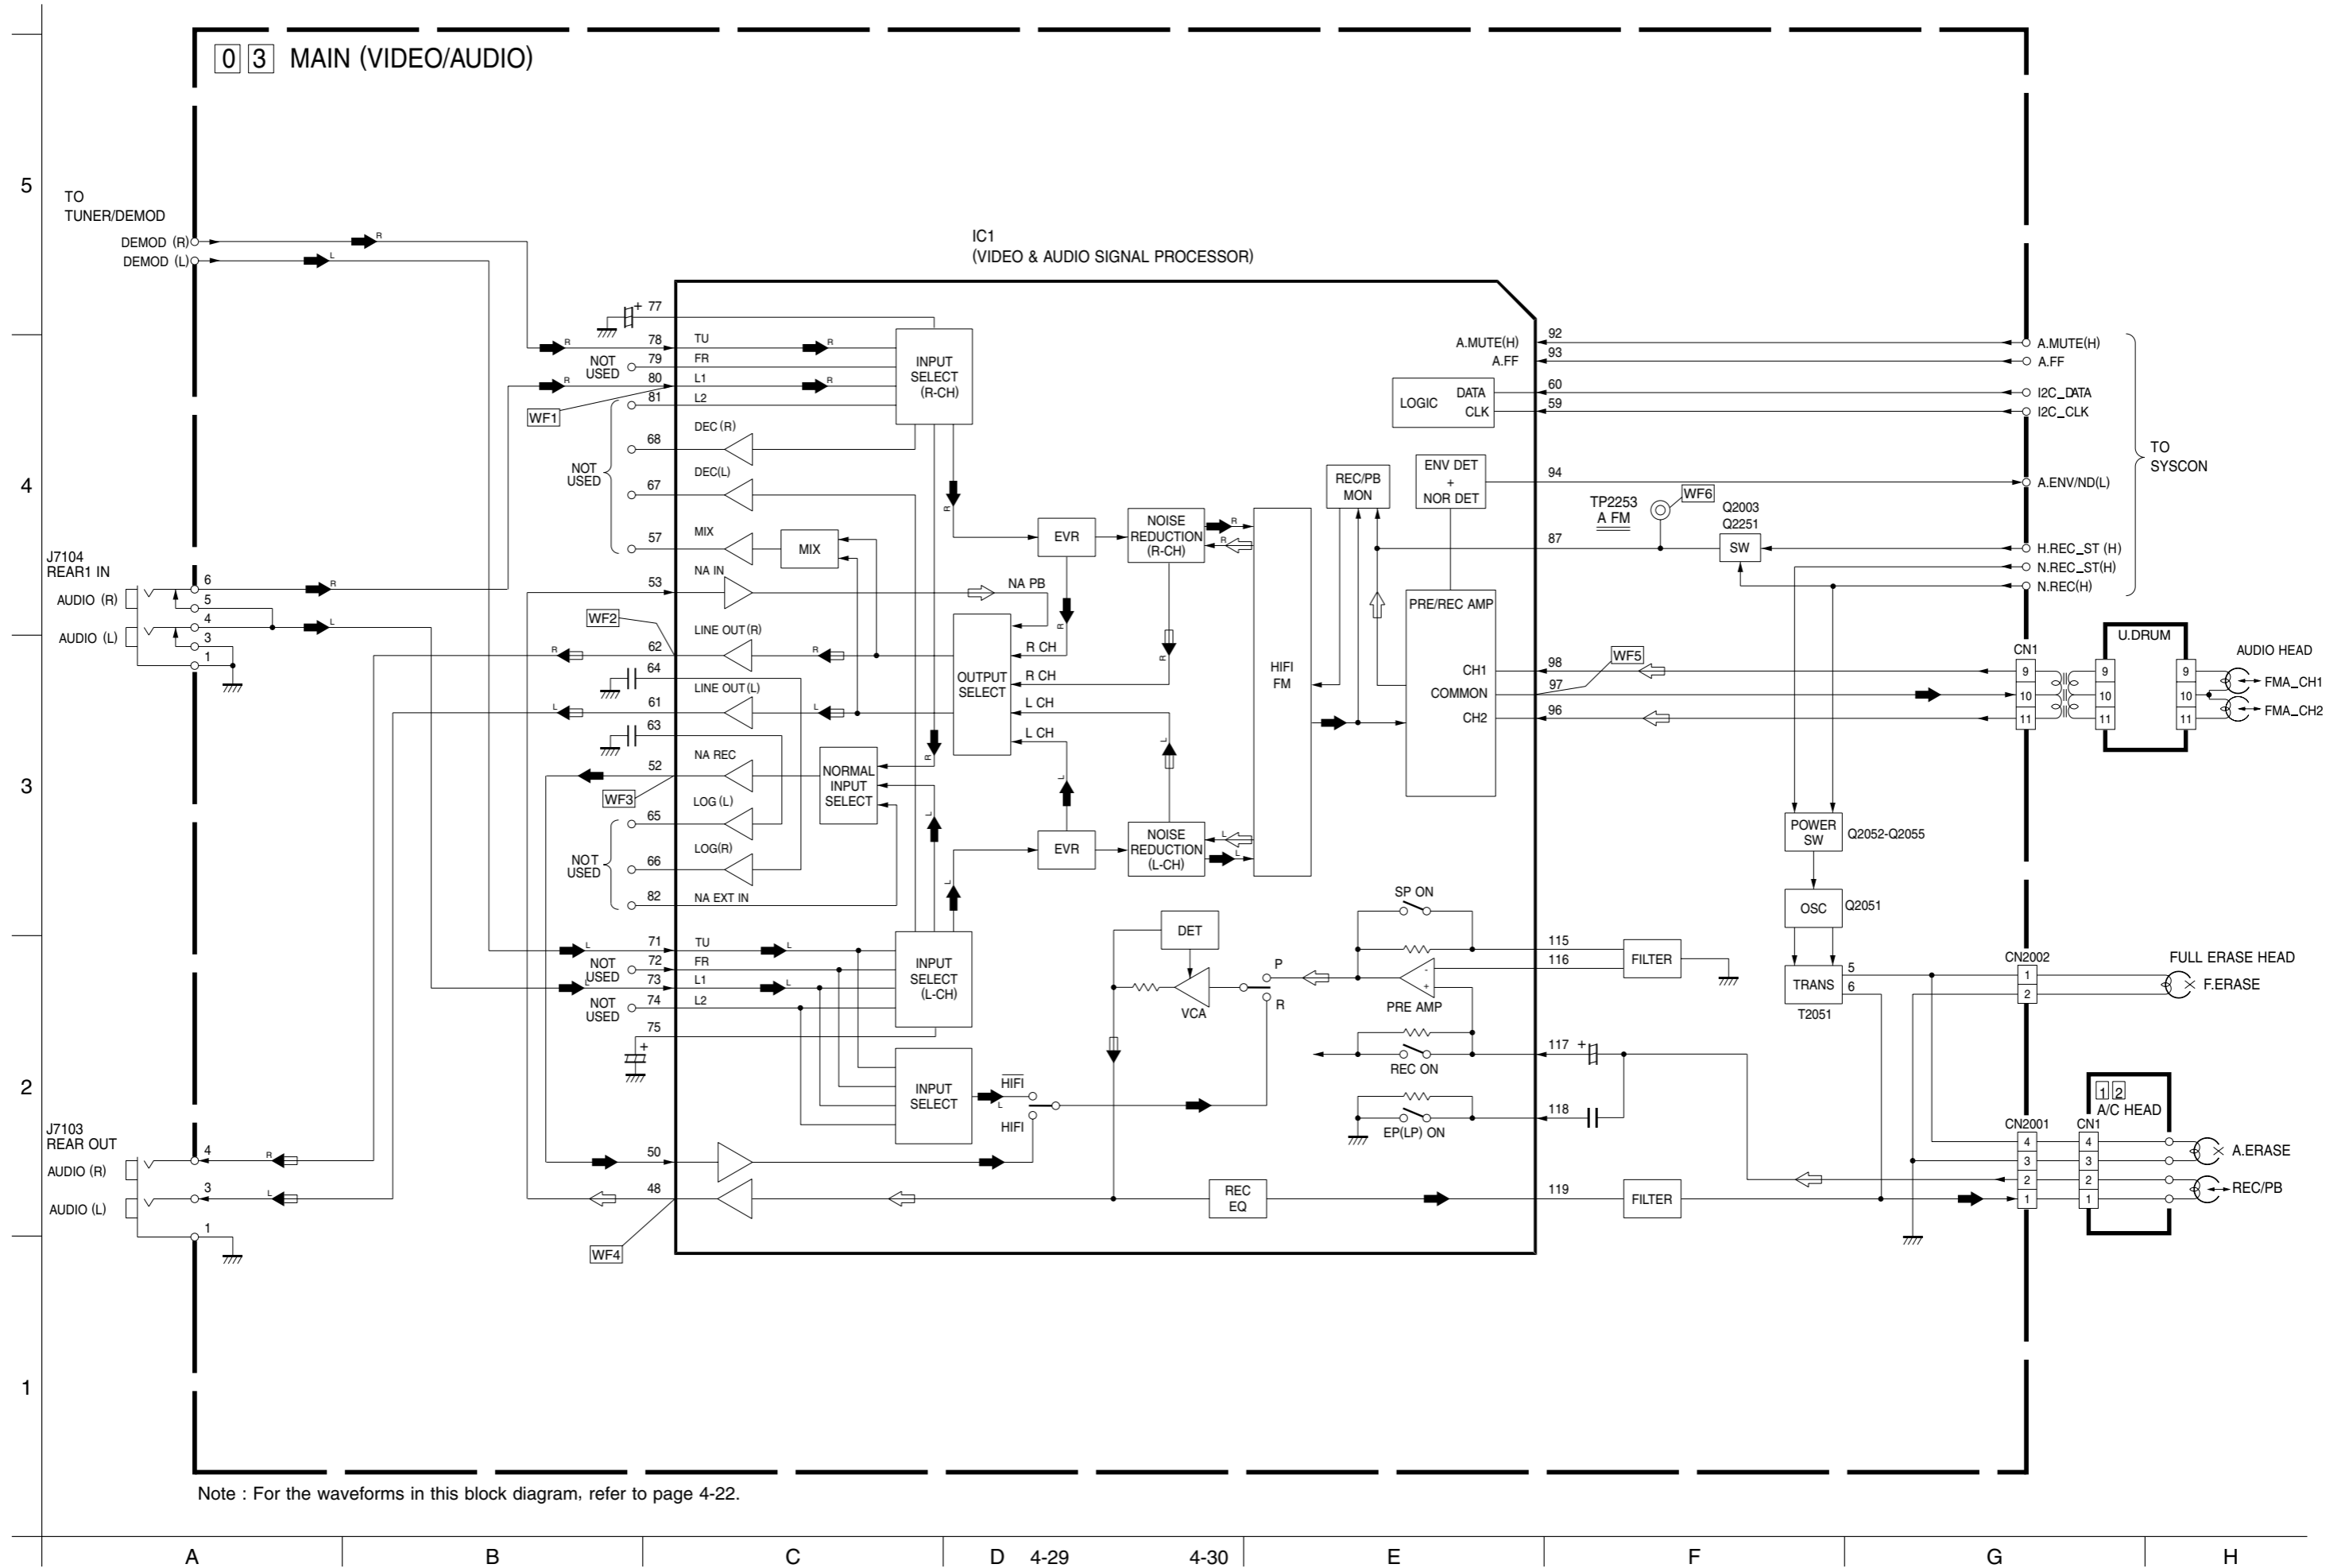 0 3 MAIN (VIDEO/AUDIO)
5
TO
TUNER/DEMOD
DEMOD (R)
DEMOD (L)
R
L
IC1
(VIDEO & AUDIO SIGNAL PROCESSOR)
+ 77
78 TU
NOT
USED
79 FR
80 L1
81 L2
WF1
R
R
R
R
INPUT
SELECT
(R-CH)
68 DEC (R)
67 DEC(L)
57 MIX
MIX
NOT
USED
53 NA IN
NA PB
4
J7104
REAR1 IN
AUDIO (R)
AUDIO (L)
6
5
4
3
1
R
L
WF2
62 LINE OUT(R)
R
R
64
61 LINE OUT(L)
L
L
63
52 NA REC
WF3
NORMAL
INPUT
SELECT
65 LOG (L)
66 LOG(R)
82 NA EXT IN
NOT
USED
3
R
R
L
L
EVR
NOISE
REDUCTION
(R-CH)
R
R
R
R
OUTPUT
SELECT
R CH
R CH
L CH
L CH
L
L
EVR
NOISE
REDUCTION
(L-CH)
L
L
HIFI
FM
A.MUTE(H) 92
A.FF 93
LOGIC
DATA 60
CLK 59
REC/PB
MON
ENV DET
+
NOR DET
94
TP2253
A FM
WF6
Q2003
Q2251
87
SW
PRE/REC AMP
CH1 98
COMMON 97
CH2 96
WF5
A.MUTE(H)
A.FF
I2C_DATA
I2C_CLK
TO
SYSCON
A.ENV/ND(L)
H.REC_ST (H)
N.REC_ST(H)
N.REC(H)
CN1
9
10
11
U.DRUM
9
10
11
9
10
11
AUDIO HEAD
FMA_CH1
FMA_CH2
POWER
SW
Q2052-Q2055
OSC
Q2051
TRANS
T2051
5
6
CN2002
1
2
FULL ERASE HEAD
F.ERASE
71 TU
NOT
USED
72 FR
73 L1
NOT
USED
74 L2
75
+
L
L
L
L
INPUT
SELECT
(L-CH)
INPUT
SELECT
HIFI
L
HIFI
DET
VCA
P
R
SP ON
-
+
PRE AMP
REC ON
EP(LP) ON
115
116
FILTER
117 +
118
2
J7103
REAR OUT
AUDIO (R)
AUDIO (L)
4
3
1
R
L
50
48
WF4
REC
EQ
119
FILTER
CN2001
4
3
2
1
1 2
A/C HEAD
CN1
4
3
2
1
A.ERASE
REC/PB
1
Note : For the waveforms in this block diagram, refer to page 4-22.
A B C D 4-29 4-30 E F G H